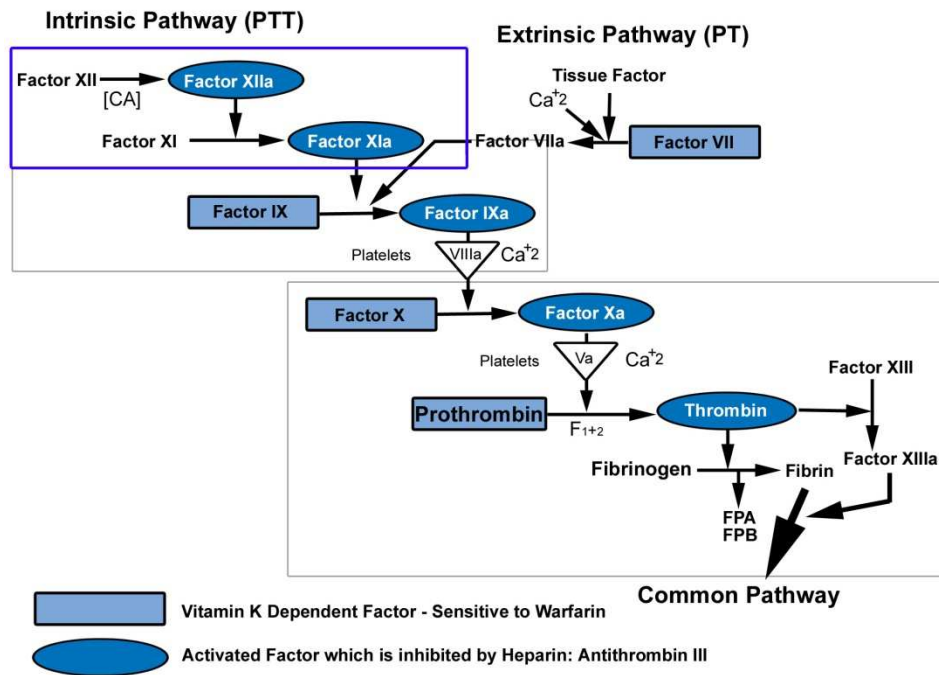 Intrinsic Pathway (PTT)
Extrinsic Pathway (PT)
Factor XII
[CA]
Factor XIIa
Tissue Factor
Ca+2
Factor XI
Factor XIa
Factor VIIa
Factor VII
Factor IX
Factor IXa
Platelets
VIIIa
Ca+2
Factor X
Factor Xa
Platelets
Va
Ca+2
Factor XIII
Prothrombin
F1+2
Thrombin
Fibrinogen
Fibrin
Factor XIIIa
FPA
FPB
Common Pathway
Vitamin K Dependent Factor - Sensitive to Warfarin
Activated Factor which is inhibited by Heparin: Antithrombin III